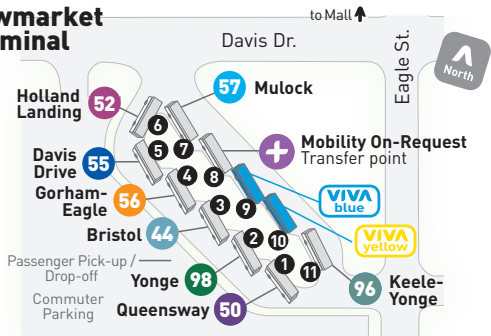 wmarket
minal
to Mall
Davis Dr.
Eagle St.
North
57 Mulock
Holland
Landing
52
6
5
7
Mobility On-Request
Transfer point
Davis
Drive
55
4
8
Gorham-
Eagle
56
VIVA
blue
3
9
Bristol 44
VIVA
yellow
2
10
Passenger Pick-up /
Drop-off
Yonge 98
1
11
96 Keele-
Yonge
Commuter
Parking
Queensway 50